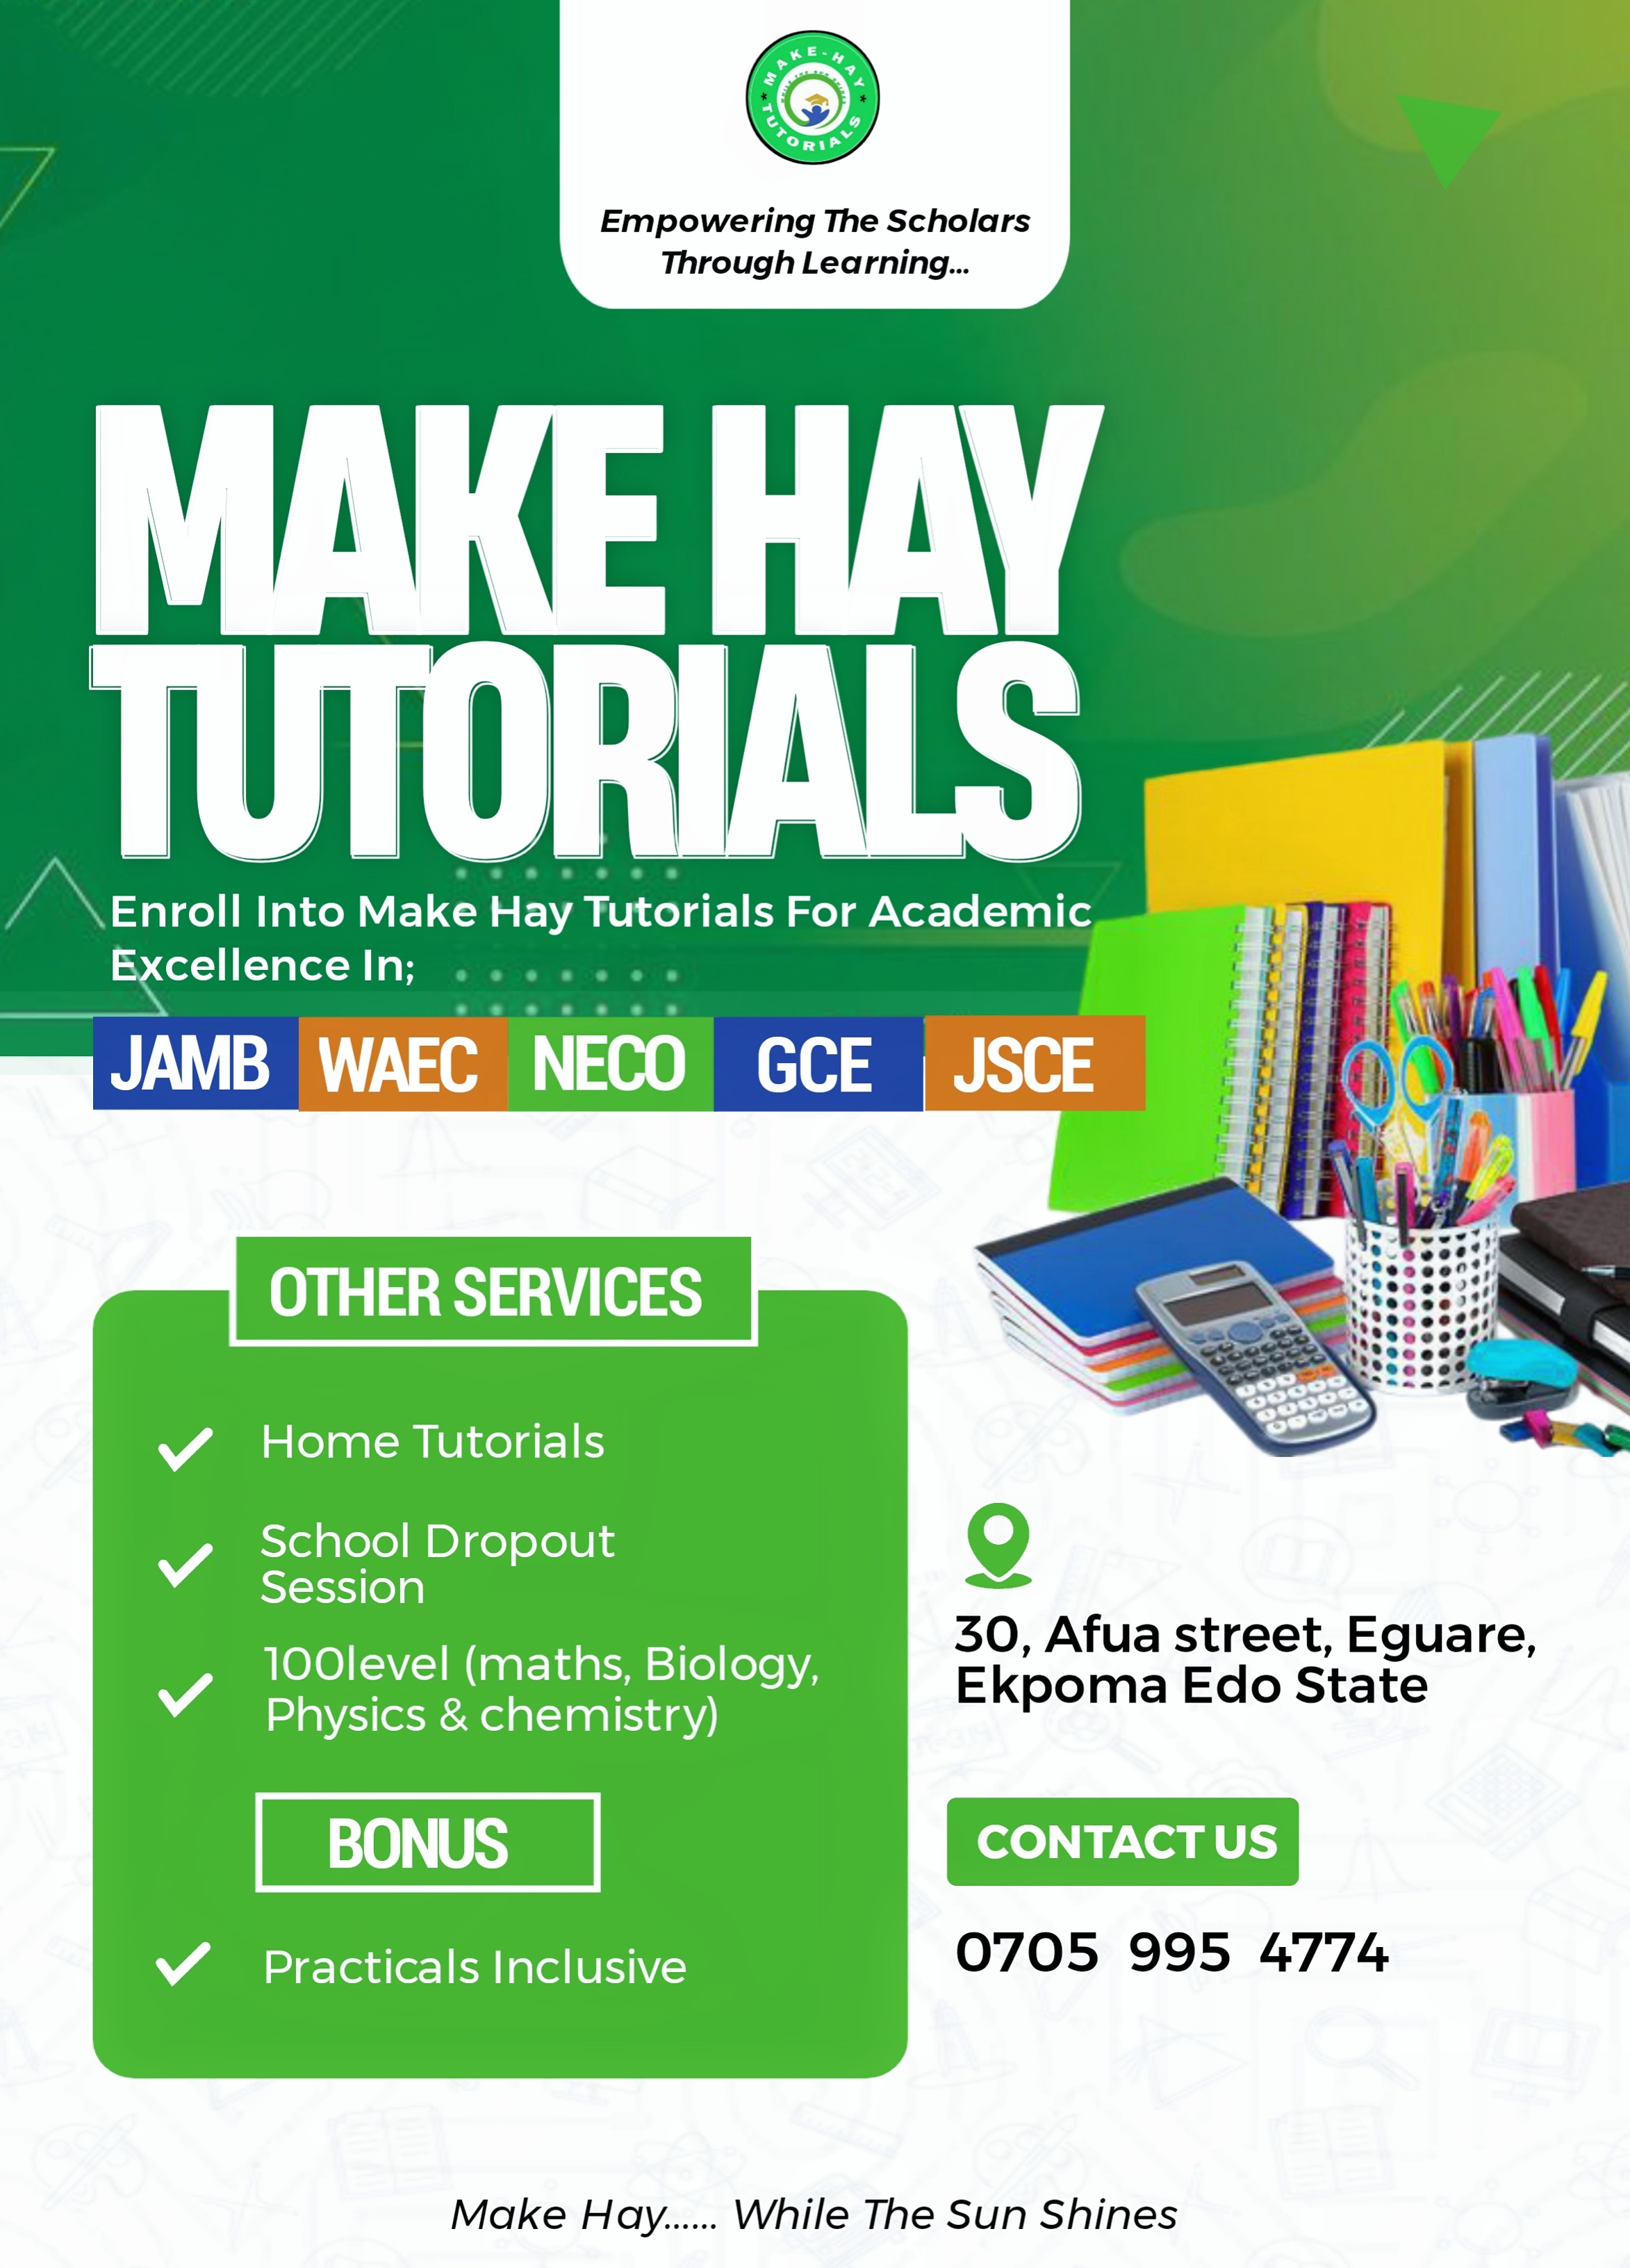 MAKE-HAY
TUTORIALS
Empowering The Scholars
Through Learning...
MAKE HAY
TUTORIALS
Enroll Into Make Hay Tutorials For Academic
Excellence In;
JAMB WAEC NECO GCE JSCE
OTHER SERVICES
Home Tutorials
School Dropout
Session
100level (maths, Biology,
Physics & chemistry)
BONUS
Practicals Inclusive
30, Afua street, Eguare,
Ekpoma Edo State
CONTACT US
0705 995 4774
Make Hay...... While The Sun Shines